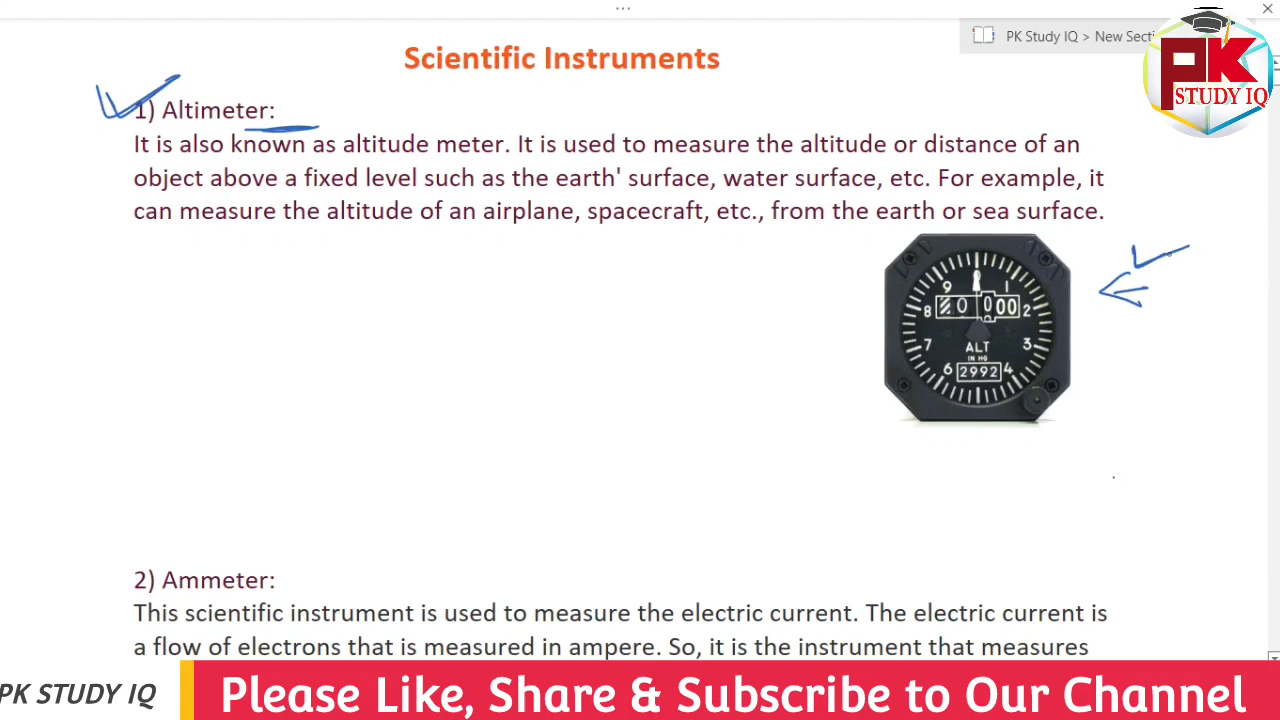 ...
PK Study IQ > New Secti
PK
STUDY IQ
Scientific Instruments
1) Altimeter:
It is also known as altitude meter. It is used to measure the altitude or distance of an
object above a fixed level such as the earth' surface, water surface, etc. For example, it
can measure the altitude of an airplane, spacecraft, etc., from the earth or sea surface.
9 1
8 0 0 00 2
7 ALT 3
IN HG
6 2992 4
2) Ammeter:
This scientific instrument is used to measure the electric current. The electric current is
a flow of electrons that is measured in ampere. So, it is the instrument that measures
PK STUDY IQ
Please Like, Share & Subscribe to Our Channel